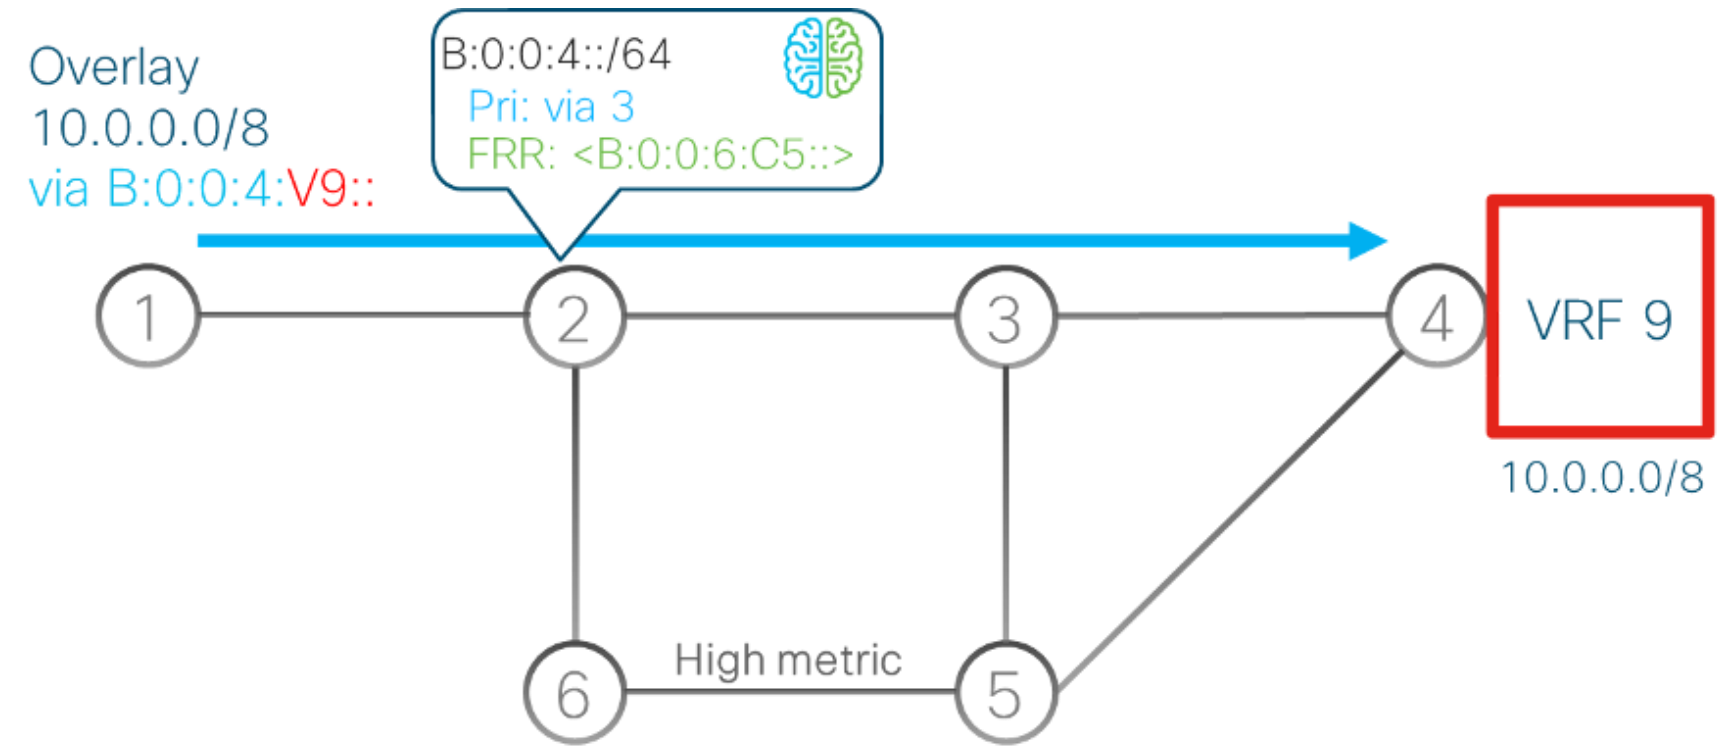 Overlay
10.0.0.0/8
via B:0:0:4:V9::
B:0:0:4::/64
Pri: via 3
FRR: <B:0:0:6:C5::>
1
2
3
4
VRF 9
10.0.0.0/8
High metric
6
5